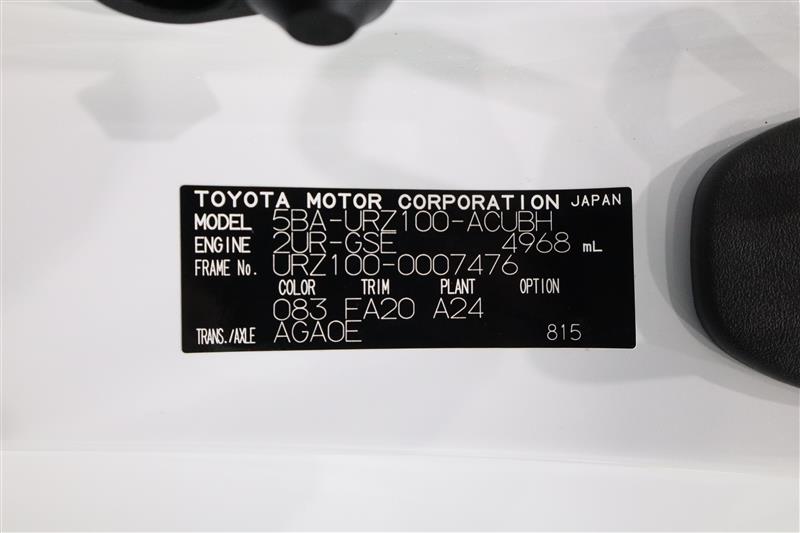 TOYOTA MOTOR CORPORATION JAPAN
MODEL 5BA-URZ100-ACUBH
ENGINE 2UR-GSE 4968 mL
FRAME No. URZ100-0007476
COLOR TRIM PLANT OPTION
083 FA20 A24
TRANS./AXLE AGA0E 815